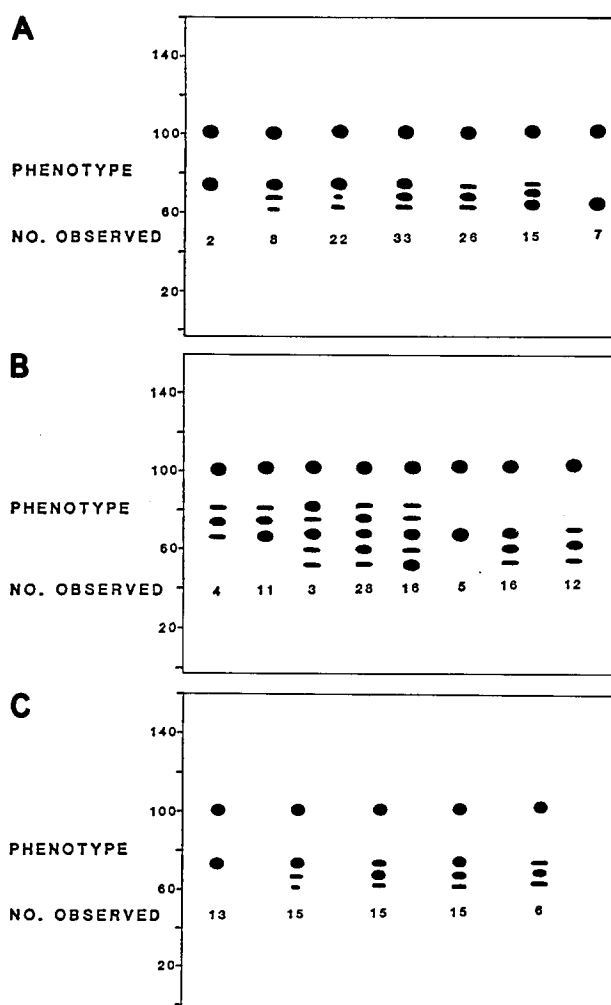 A
140
100
PHENOTYPE
60
NO. OBSERVED 2 8 22 33 26 15 7
20
B
140
100
PHENOTYPE
60
NO. OBSERVED 4 11 3 28 16 5 16 12
20
C
140
100
PHENOTYPE
60
NO. OBSERVED 13 15 15 15 6
20